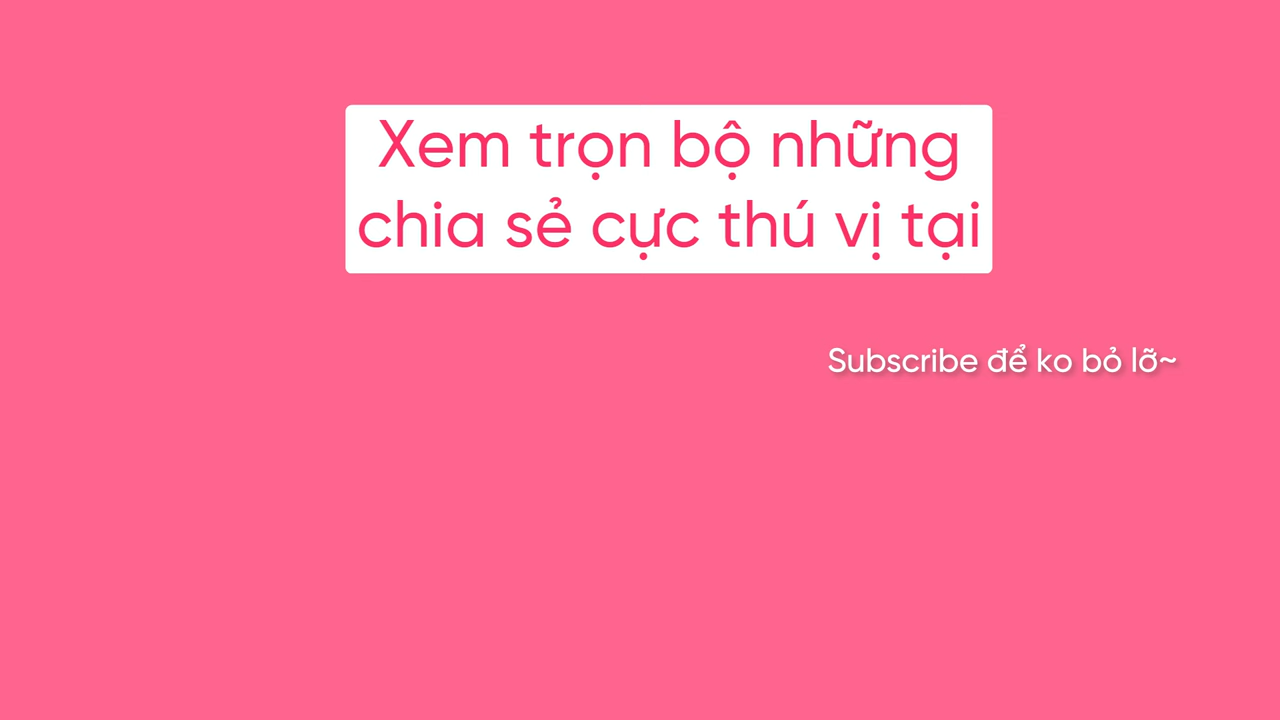 Xem trọn bộ những
chia sẻ cực thú vị tại
Subscribe để ko bỏ lỡ~